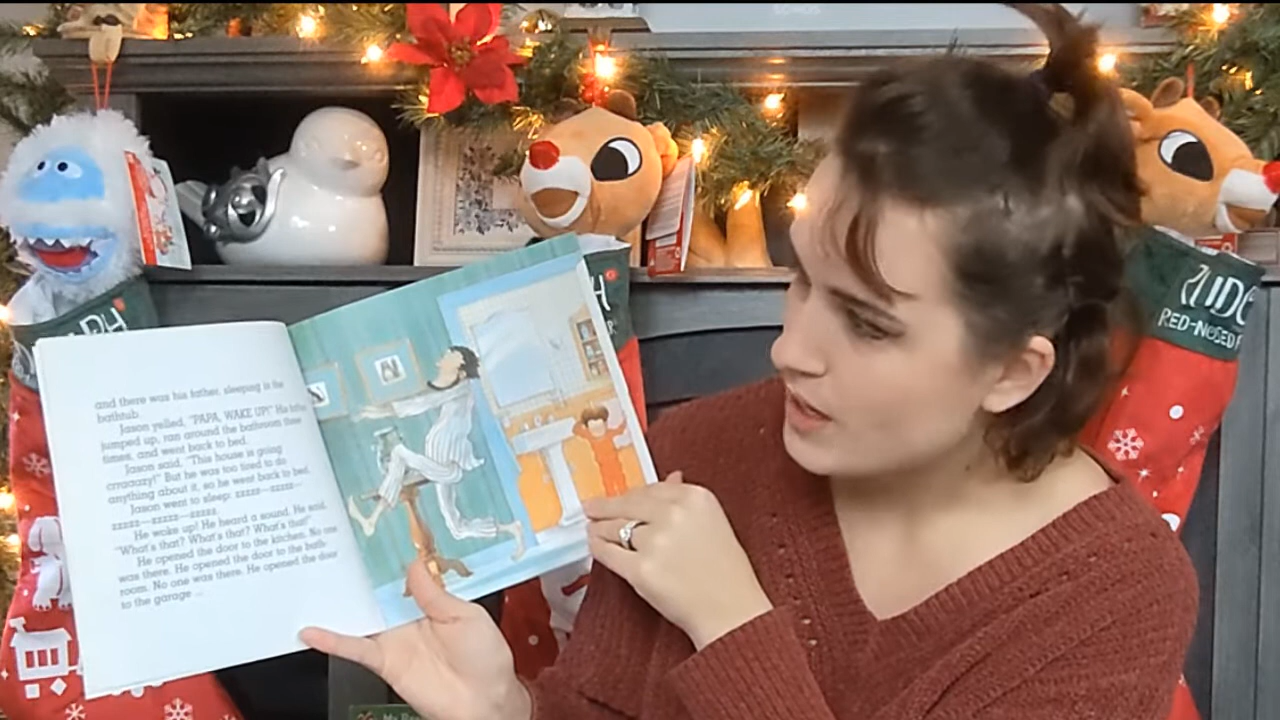 and there was his father, sleeping in the
bathtub.
Jason yelled, "PAPA, WAKE UP!" His father
jumped up, ran around the bathroom three
times, and went back to bed.
Jason said, "This house is going
crraaazy!" But he was too tired to do
anything about it, so he went back to bed.
Jason went to sleep: zzzzz—zzzzz—
zzzzz—zzzzz—zzzzz.
He woke up! He heard a sound. He said,
"What's that? What's that? What's that?"
He opened the door to the kitchen. No one
was there. He opened the door to the bath-
room. No one was there. He opened the door
to the garage ...
RED-NOSED